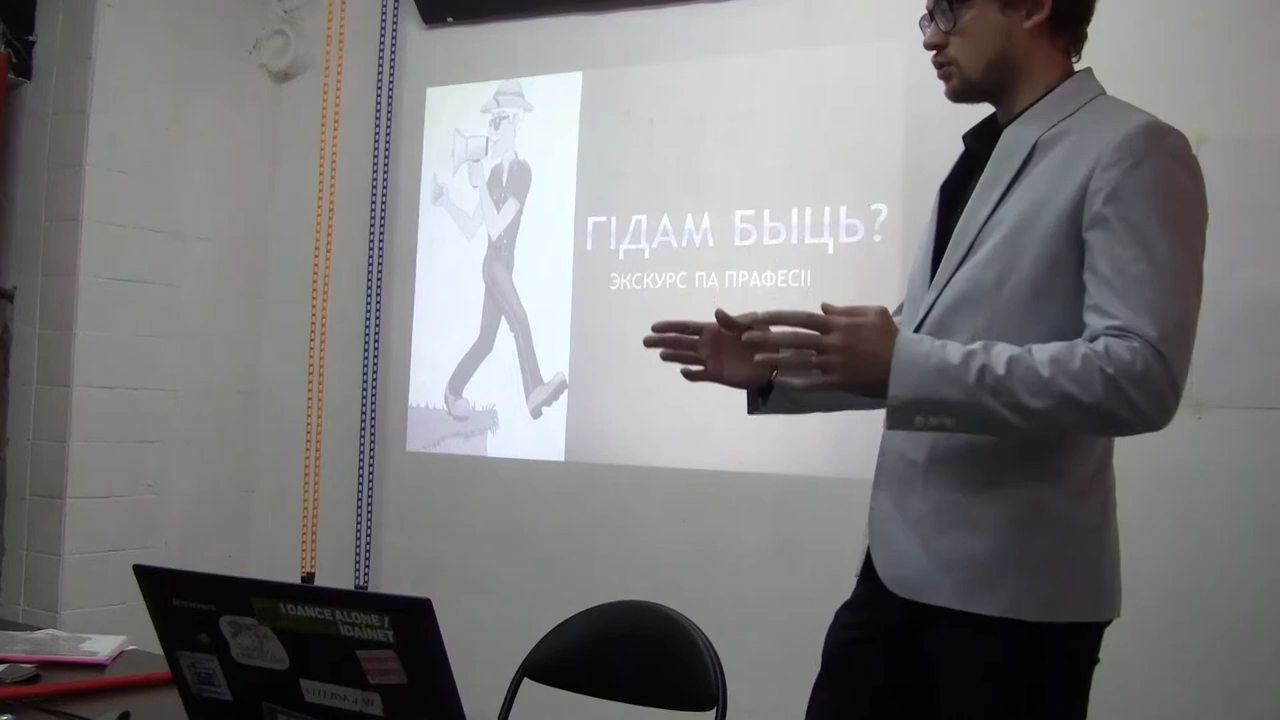 ГІДАМ БЫЦЬ?
ЭКСКУРС ПА ПРАФЕСІІ
I DANCE ALONE /
IDAINET